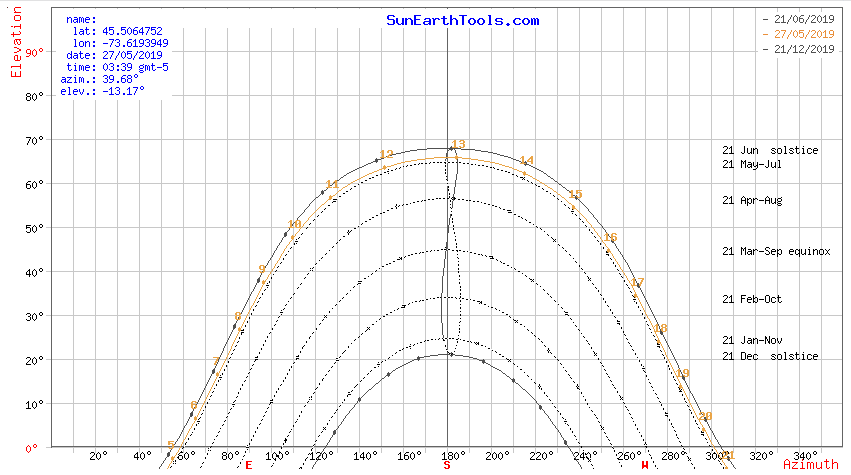 Elevation
name:
lat: 45.5064752
lon: -73.6193949
date: 27/05/2019
time: 03:39 gmt-5
azim.: 39.68°
elev.: -13.17°
SunEarthTools.com
21/06/2019
27/05/2019
21/12/2019
90°
80°
70°
60°
50°
40°
30°
20°
10°
0°
5
6
7
8
9
10
11
12
13
14
15
16
17
18
19
20
21
21 Jun solstice
21 May-Jul
21 Apr-Aug
21 Mar-Sep equinox
21 Feb-Oct
21 Jan-Nov
21 Dec solstice
20° 40° 60° 80° 100° 120° 140° 160° 180° 200° 220° 240° 260° 280° 300° 320° 340°
E S W Azimuth